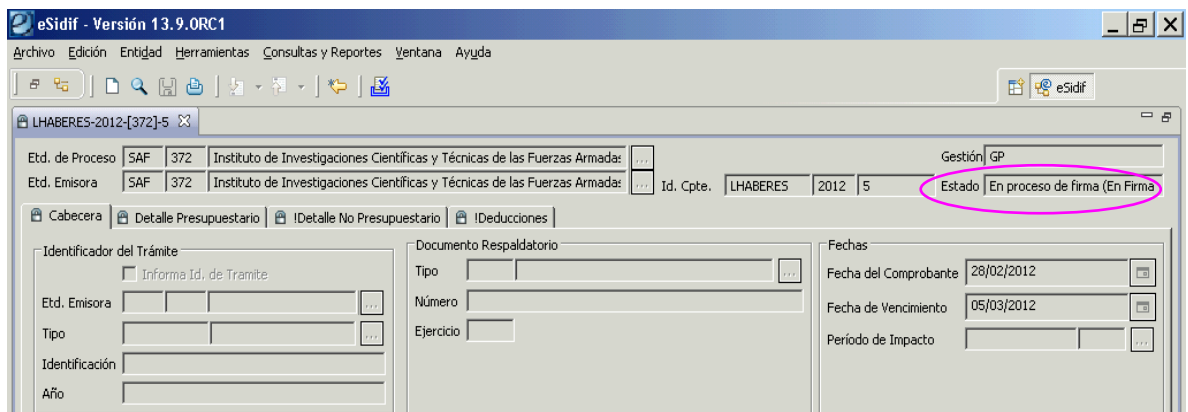 eSidif - Versión 13.9.0RC1
Archivo Edición Entidad Herramientas Consultas y Reportes Ventana Ayuda
eSidif
LHABERES-2012-[372]-5
Etd. de Proceso SAF 372 Instituto de Investigaciones Científicas y Técnicas de las Fuerzas Armadas ... Gestión GP
Etd. Emisora SAF 372 Instituto de Investigaciones Científicas y Técnicas de las Fuerzas Armadas ... Id. Cpte. LHABERES 2012 5 Estado En proceso de firma (En Firma
Cabecera Detalle Presupuestario !Detalle No Presupuestario !Deducciones
Identificador del Trámite Documento Respaldatorio Fechas
Informa Id. de Tramite Tipo ... Fecha del Comprobante 28/02/2012
Etd. Emisora ... Número Fecha de Vencimiento 05/03/2012
Tipo ... Ejercicio Período de Impacto ...
Identificación
Año